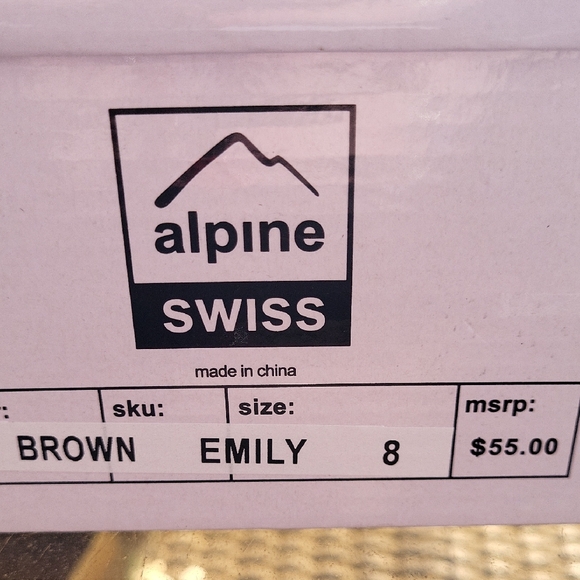 alpine
SWISS
made in china
: sku: size: msrp:
BROWN EMILY 8 $55.00